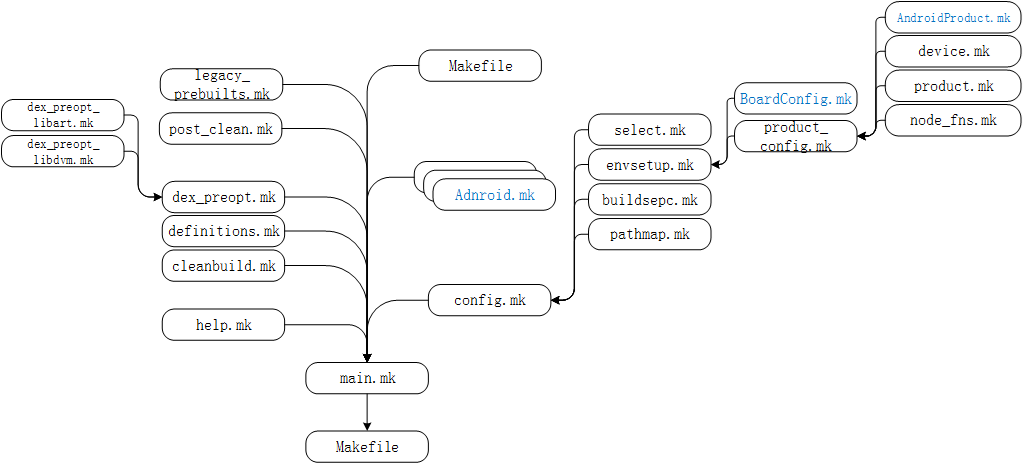 AndroidProduct.mk
device.mk
product.mk
node_fns.mk
BoardConfig.mk
product_
config.mk
Makefile
select.mk
envsetup.mk
buildsepc.mk
pathmap.mk
legacy_
prebuilts.mk
post_clean.mk
dex_preopt_
libart.mk
dex_preopt_
libdvm.mk
Adnroid.mk
dex_preopt.mk
definitions.mk
cleanbuild.mk
config.mk
help.mk
main.mk
Makefile